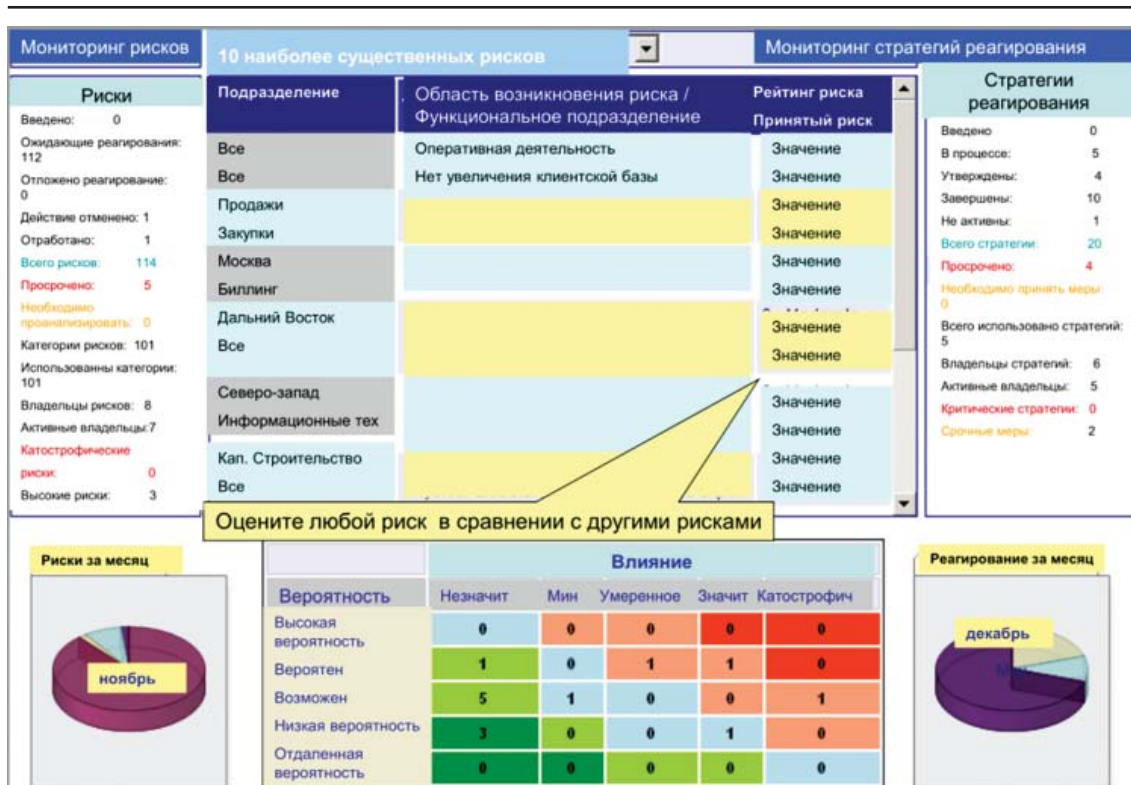 Мониторинг рисков
10 наиболее существенных рисков
Мониторинг стратегий реагирования
Риски
Введено: 0
Ожидающие реагирования:
112
Отложено реагирование:
0
Действие отменено: 1
Отработано: 1
Всего рисков: 114
Просрочено: 5
Необходимо
проанализировать: 0
Категории рисков: 101
Использованны категории:
101
Владельцы рисков: 8
Активные владельцы:7
Катострофические
риски: 0
Высокие риски: 3
Подразделение
Область возникновения риска /
Функциональное подразделение
Рейтинг риска
Принятый риск
Все Оперативная деятельность Значение
Все Нет увеличения клиентской базы Значение
Продажи Значение
Закупки Значение
Москва Значение
Биллинг Значение
Дальний Восток Значение
Все Значение
Северо-запад Значение
Информационные тех Значение
Кап. Строительство Значение
Все Значение
Оцените любой риск в сравнении с другими рисками
Стратегии
реагирования
Введено 0
В процессе: 5
Утверждены: 4
Завершены: 10
Не активны: 1
Всего стратегии: 20
Просрочено: 4
Необходимо принять меры:
0
Всего использовано стратегий:
5
Владельцы стратегий: 6
Активные владельцы: 5
Критические стратегии: 0
Срочные меры: 2
Риски за месяц
ноябрь
Влияние
Вероятность Незначит Мин Умеренное Значит Катострофич
Высокая
вероятность 0 0 0 0 0
Вероятен 1 0 1 1 0
Возможен 5 1 0 0 1
Низкая вероятность 3 0 0 1 0
Отдаленная
вероятность 0 0 0 0 0
Реагирование за месяц
декабрь